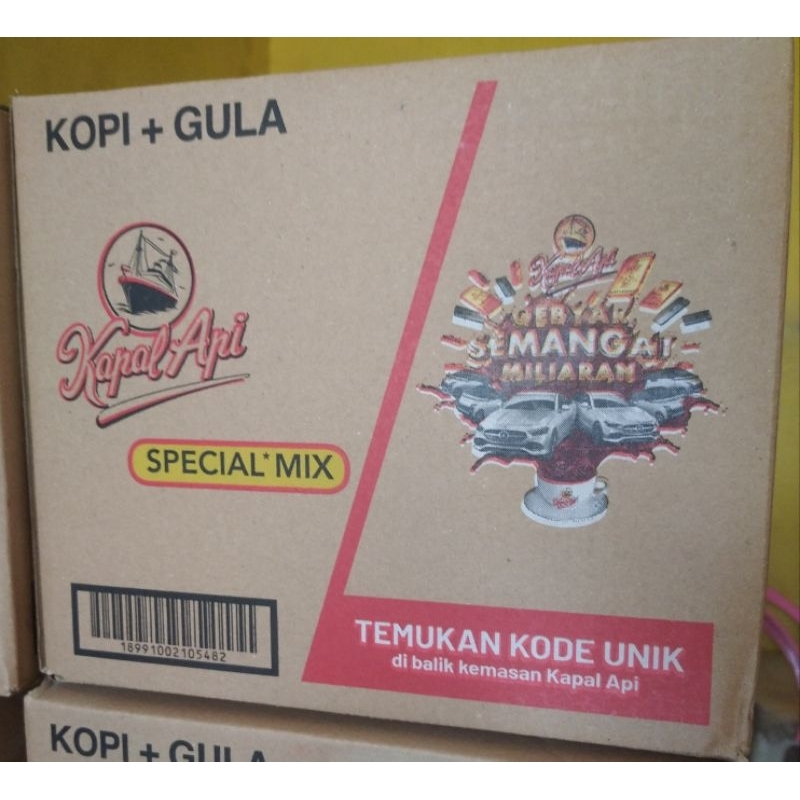 KOPI + GULA
Kapal Api
SPECIAL* MIX
18991002105482
Kapal Api
GEBYAR
SEMANGAT
MILIARAN
TEMUKAN KODE UNIK
di balik kemasan Kapal Api
KOPI + GULA